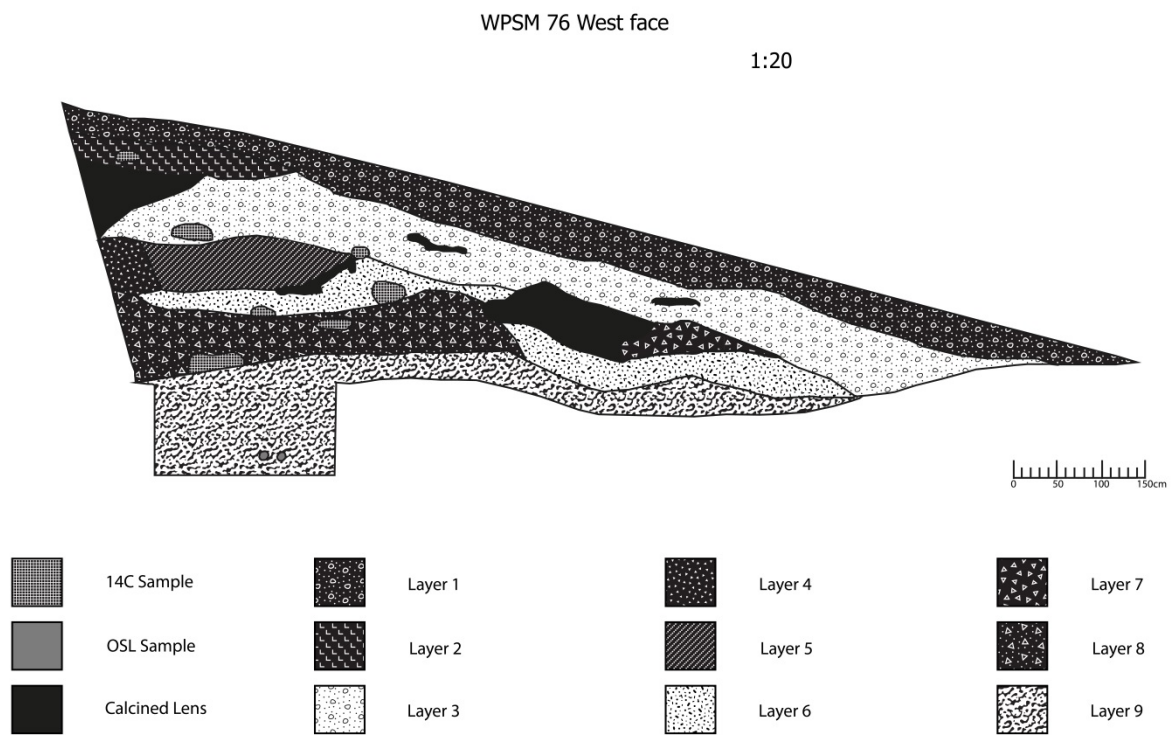 WPSM 76 West face
1:20
0 50 100 150cm
14C Sample
Layer 1
Layer 4
Layer 7
OSL Sample
Layer 2
Layer 5
Layer 8
Calcined Lens
Layer 3
Layer 6
Layer 9